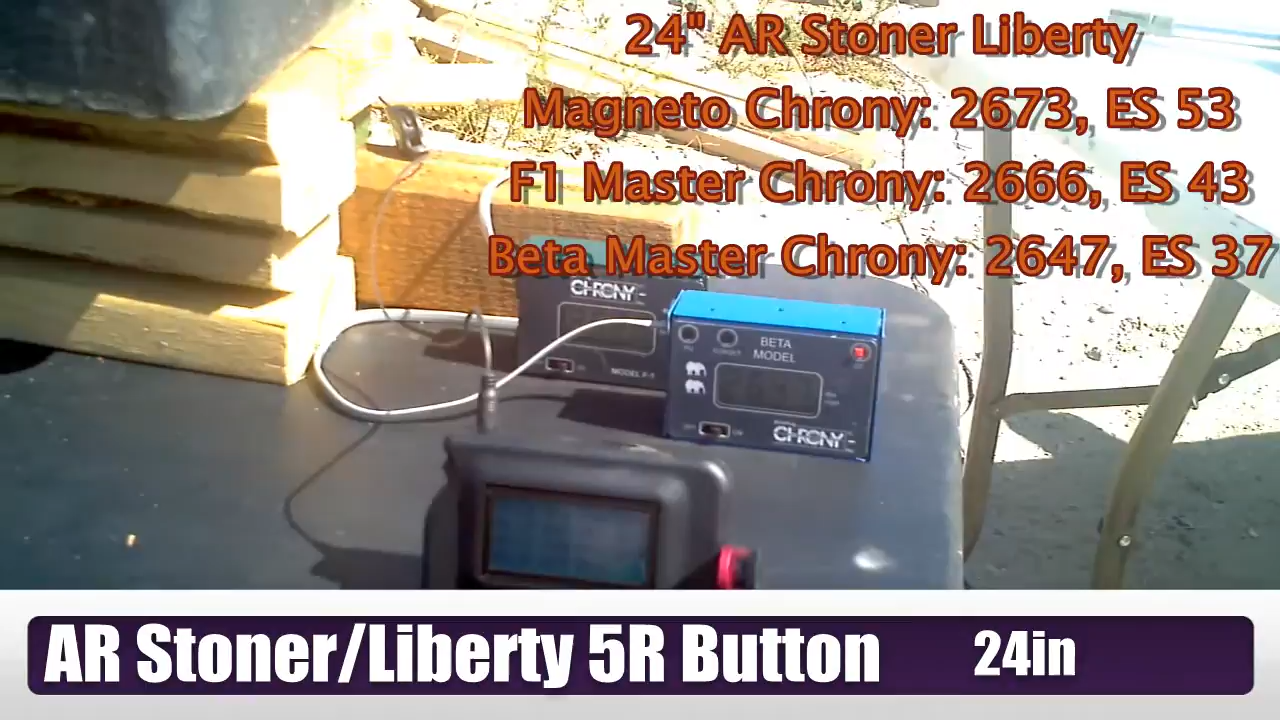 24" AR Stoner Liberty
Magneto Chrony: 2673, ES 53
F1 Master Chrony: 2666, ES 43
Beta Master Chrony: 2647, ES 37
CHRONY
MODEL F-1
BETA
MODEL
CHRONY
AR Stoner/Liberty 5R Button 24in